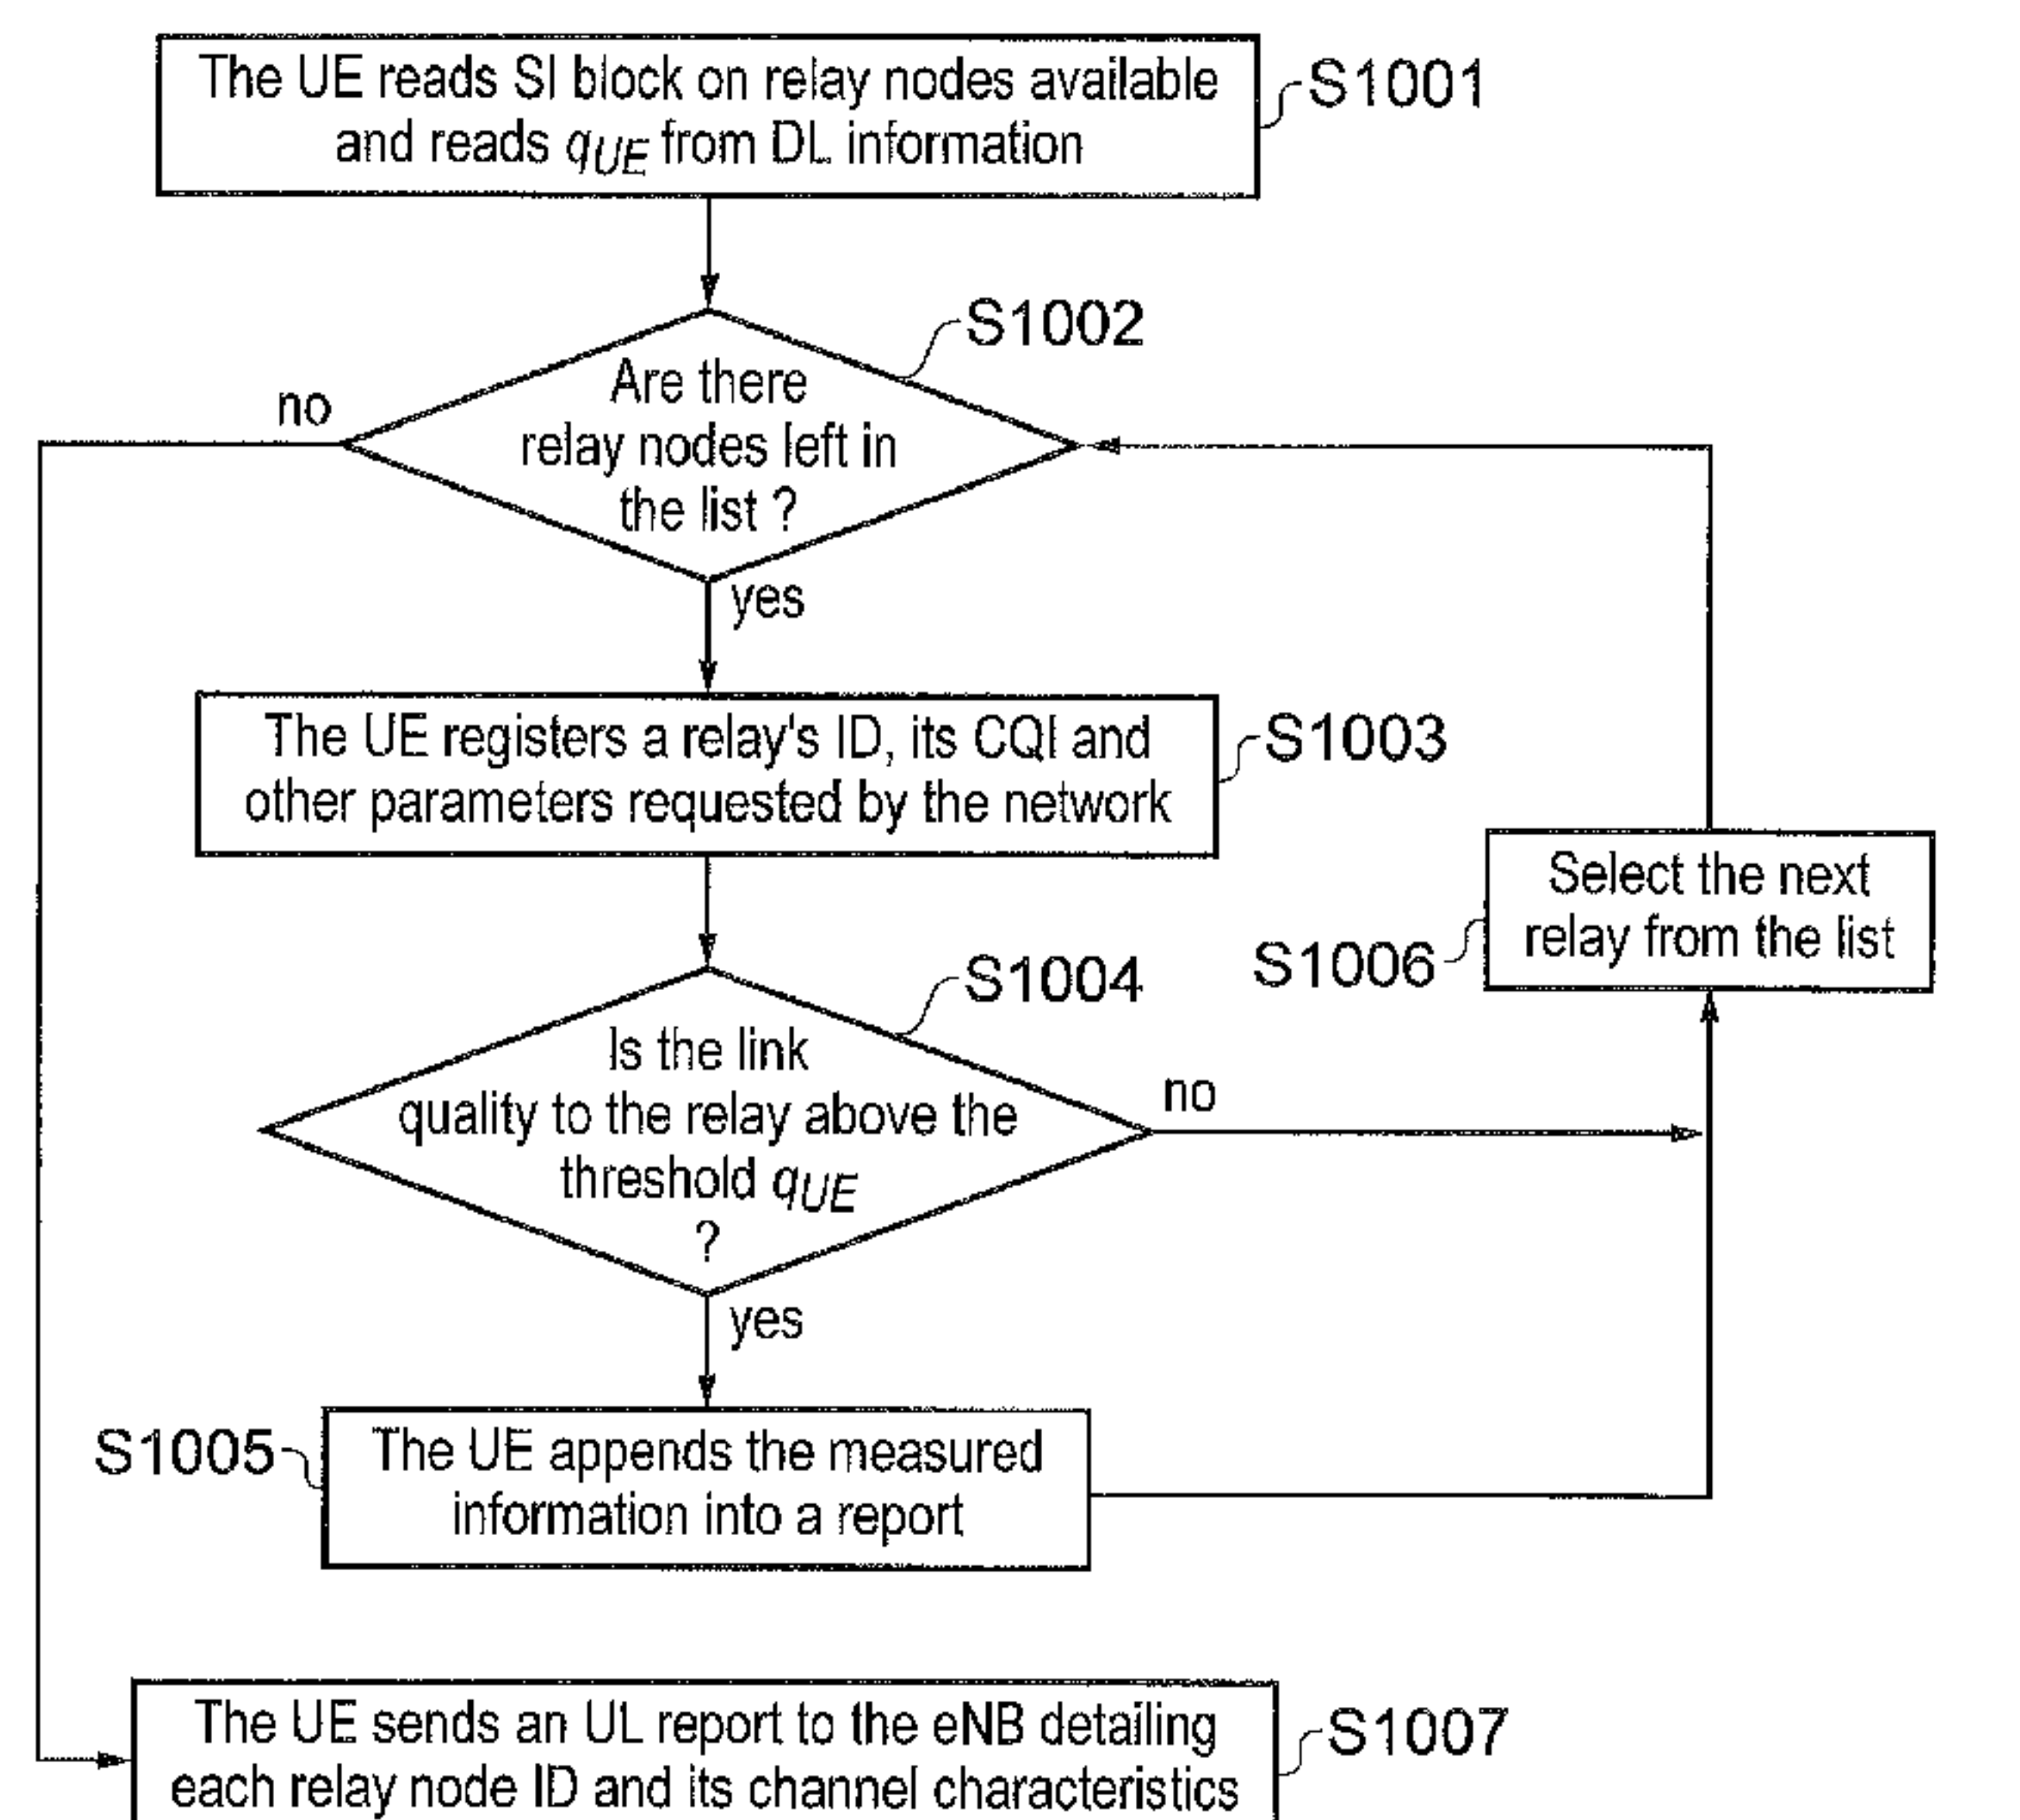 The UE reads SI block on relay nodes available
and reads qUE from DL information
S1001
S1002
Are there
relay nodes left in
the list ?
no
yes
The UE registers a relay's ID, its CQI and
other parameters requested by the network
S1003
Select the next
relay from the list
S1006
S1004
Is the link
quality to the relay above the
threshold qUE
?
no
yes
S1005
The UE appends the measured
information into a report
The UE sends an UL report to the eNB detailing
each relay node ID and its channel characteristics
S1007